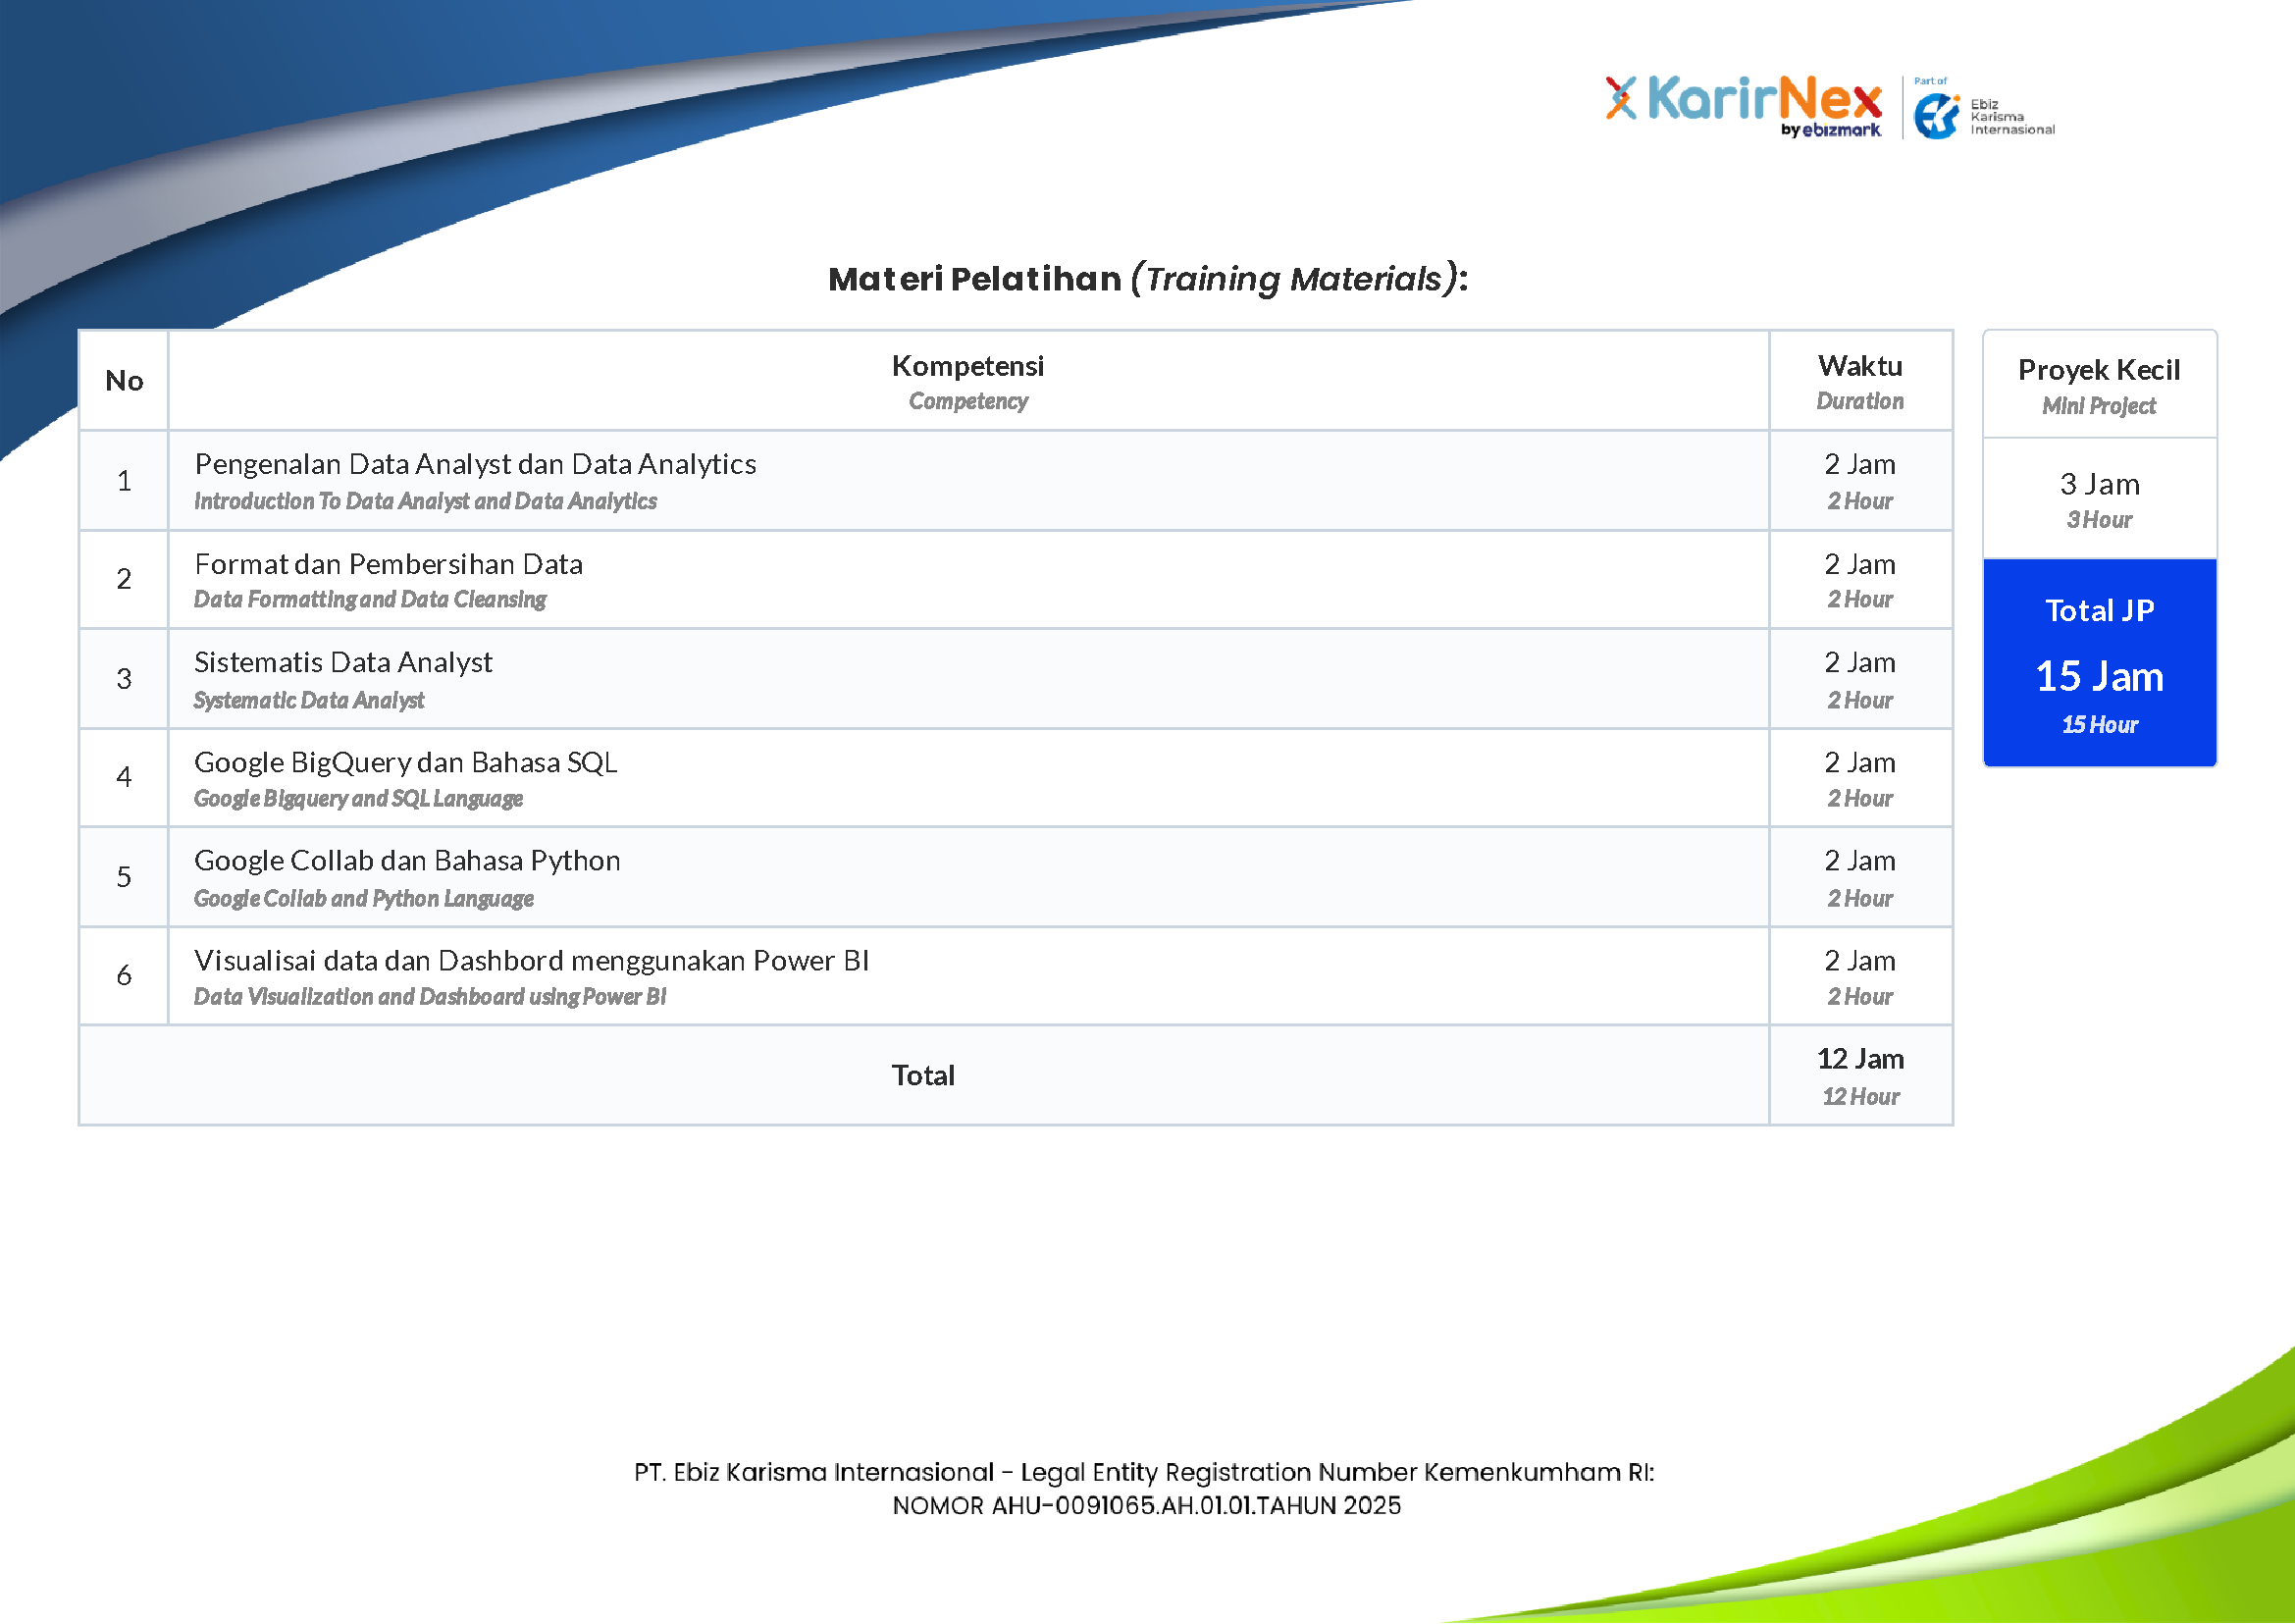 KarirNex
by ebizmark
Part of
Ebiz
Karisma
Internasional
Materi Pelatihan (Training Materials):
No
Kompetensi
Competency
Waktu
Duration
1
Pengenalan Data Analyst dan Data Analytics
Introduction To Data Analyst and Data Analytics
2 Jam
2 Hour
2
Format dan Pembersihan Data
Data Formatting and Data Cleansing
2 Jam
2 Hour
3
Sistematis Data Analyst
Systematic Data Analyst
2 Jam
2 Hour
4
Google BigQuery dan Bahasa SQL
Google Bigquery and SQL Language
2 Jam
2 Hour
5
Google Collab dan Bahasa Python
Google Collab and Python Language
2 Jam
2 Hour
6
Visualisai data dan Dashbord menggunakan Power BI
Data Visualization and Dashboard using Power BI
2 Jam
2 Hour
Total
12 Jam
12 Hour
Proyek Kecil
Mini Project
3 Jam
3 Hour
Total JP
15 Jam
15 Hour
PT. Ebiz Karisma Internasional - Legal Entity Registration Number Kemenkumham RI:
NOMOR AHU-0091065.AH.01.01.TAHUN 2025